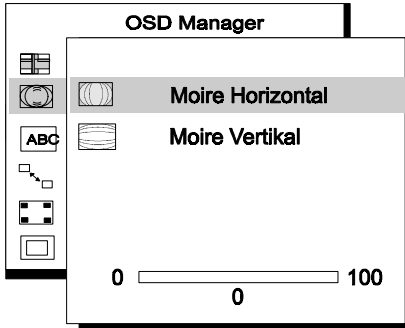 OSD Manager
Moire Horizontal
ABC
Moire Vertikal
0 100
0